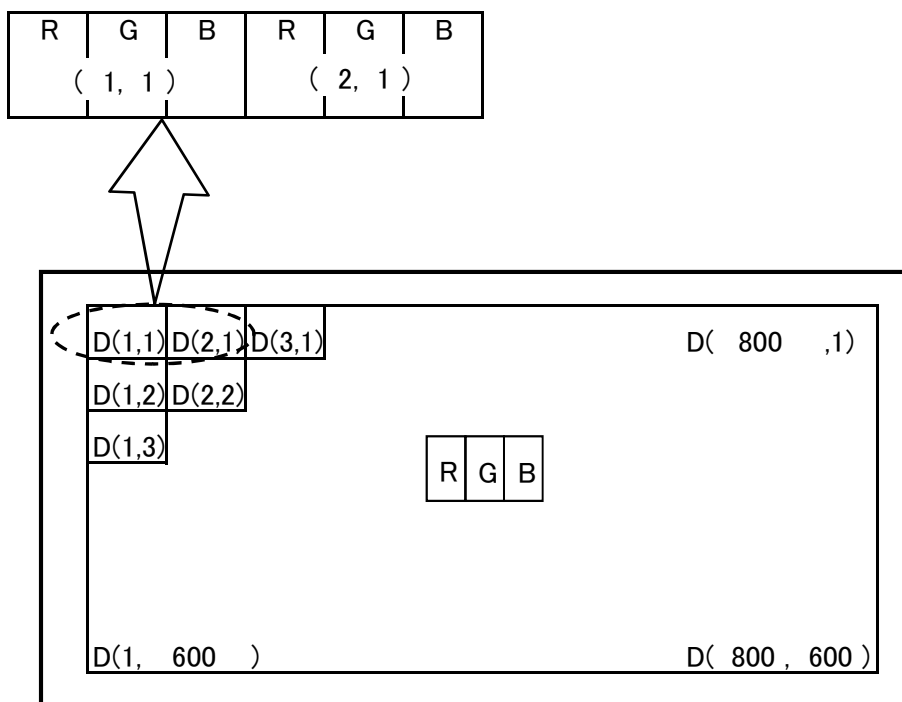 R G B R G B
( 1, 1 ) ( 2, 1 )
D(1,1) D(2,1) D(3,1) D( 800 ,1)
D(1,2) D(2,2)
D(1,3)
R G B
D(1, 600 ) D( 800 , 600 )